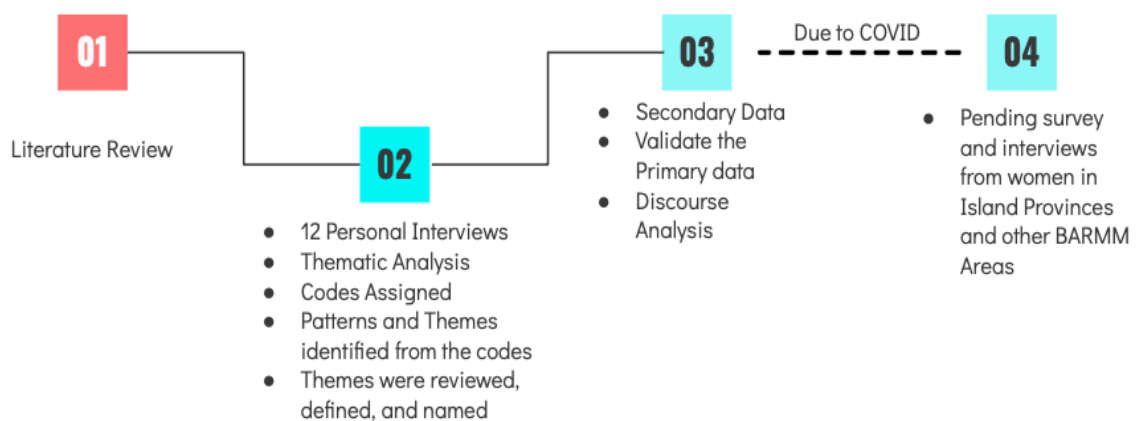 01
Literature Review
02
● 12 Personal Interviews
● Thematic Analysis
● Codes Assigned
● Patterns and Themes
identified from the codes
● Themes were reviewed,
defined, and named
03
● Secondary Data
● Validate the
Primary data
● Discourse
Analysis
Due to COVID
04
● Pending survey
and interviews
from women in
Island Provinces
and other BARMM
Areas